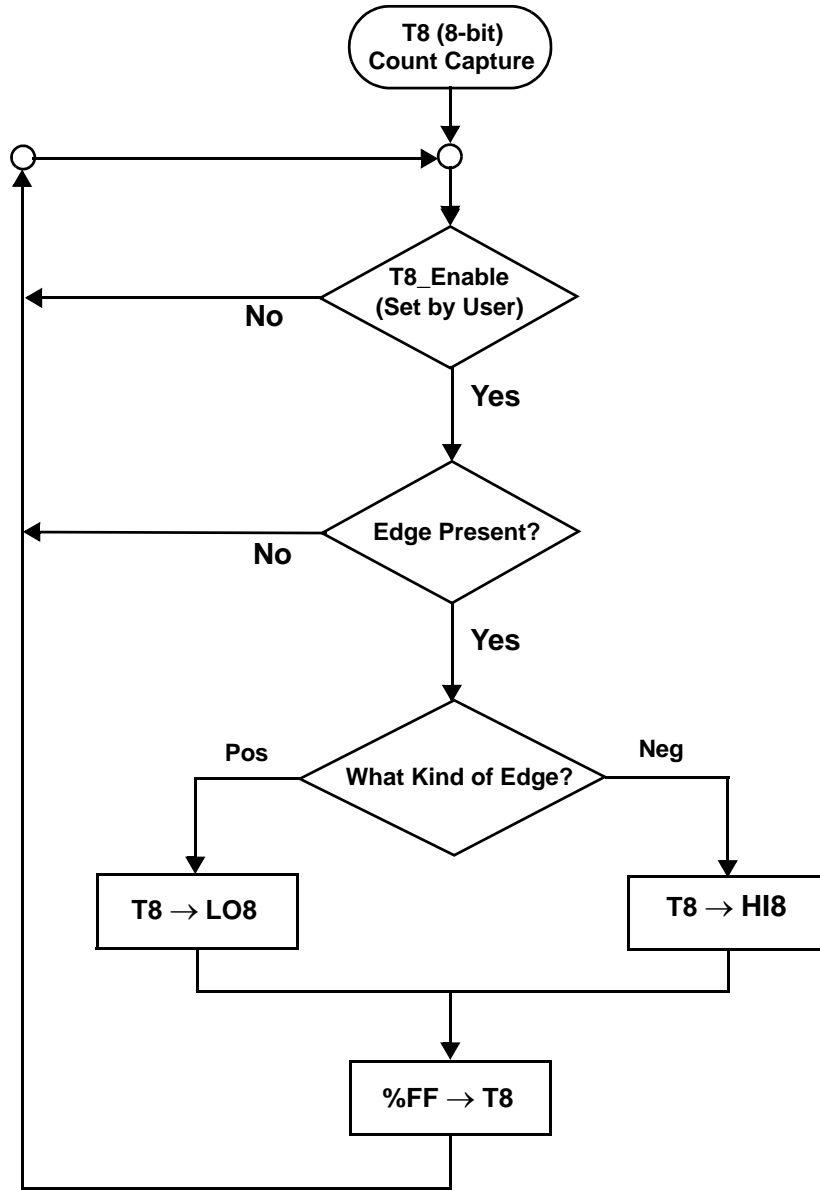 T8 (8-bit)
Count Capture
T8_Enable
(Set by User)
No
Yes
Edge Present?
No
Yes
Pos
What Kind of Edge?
Neg
T8 → LO8
T8 → HI8
%FF → T8